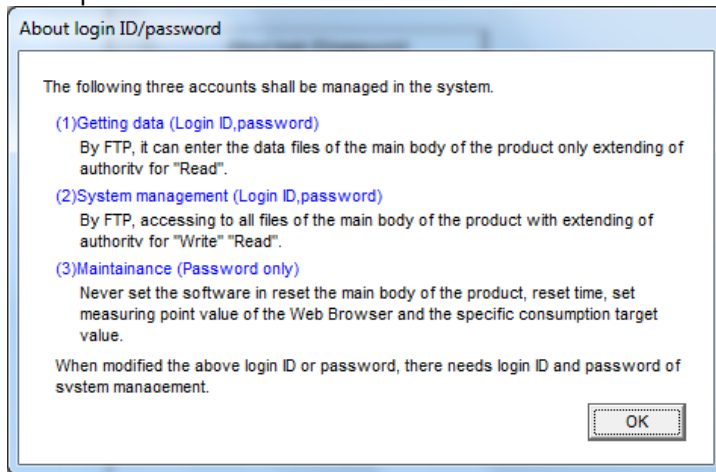 About login ID/password
The following three accounts shall be managed in the system.
(1)Getting data (Login ID,password)
By FTP, it can enter the data files of the main body of the product only extending of
authority for "Read".
(2)System management (Login ID,password)
By FTP, accessing to all files of the main body of the product with extending of
authority for "Write" "Read".
(3)Maintainance (Password only)
Never set the software in reset the main body of the product, reset time, set
measuring point value of the Web Browser and the specific consumption target
value.
When modified the above login ID or password, there needs login ID and password of
system management.
OK